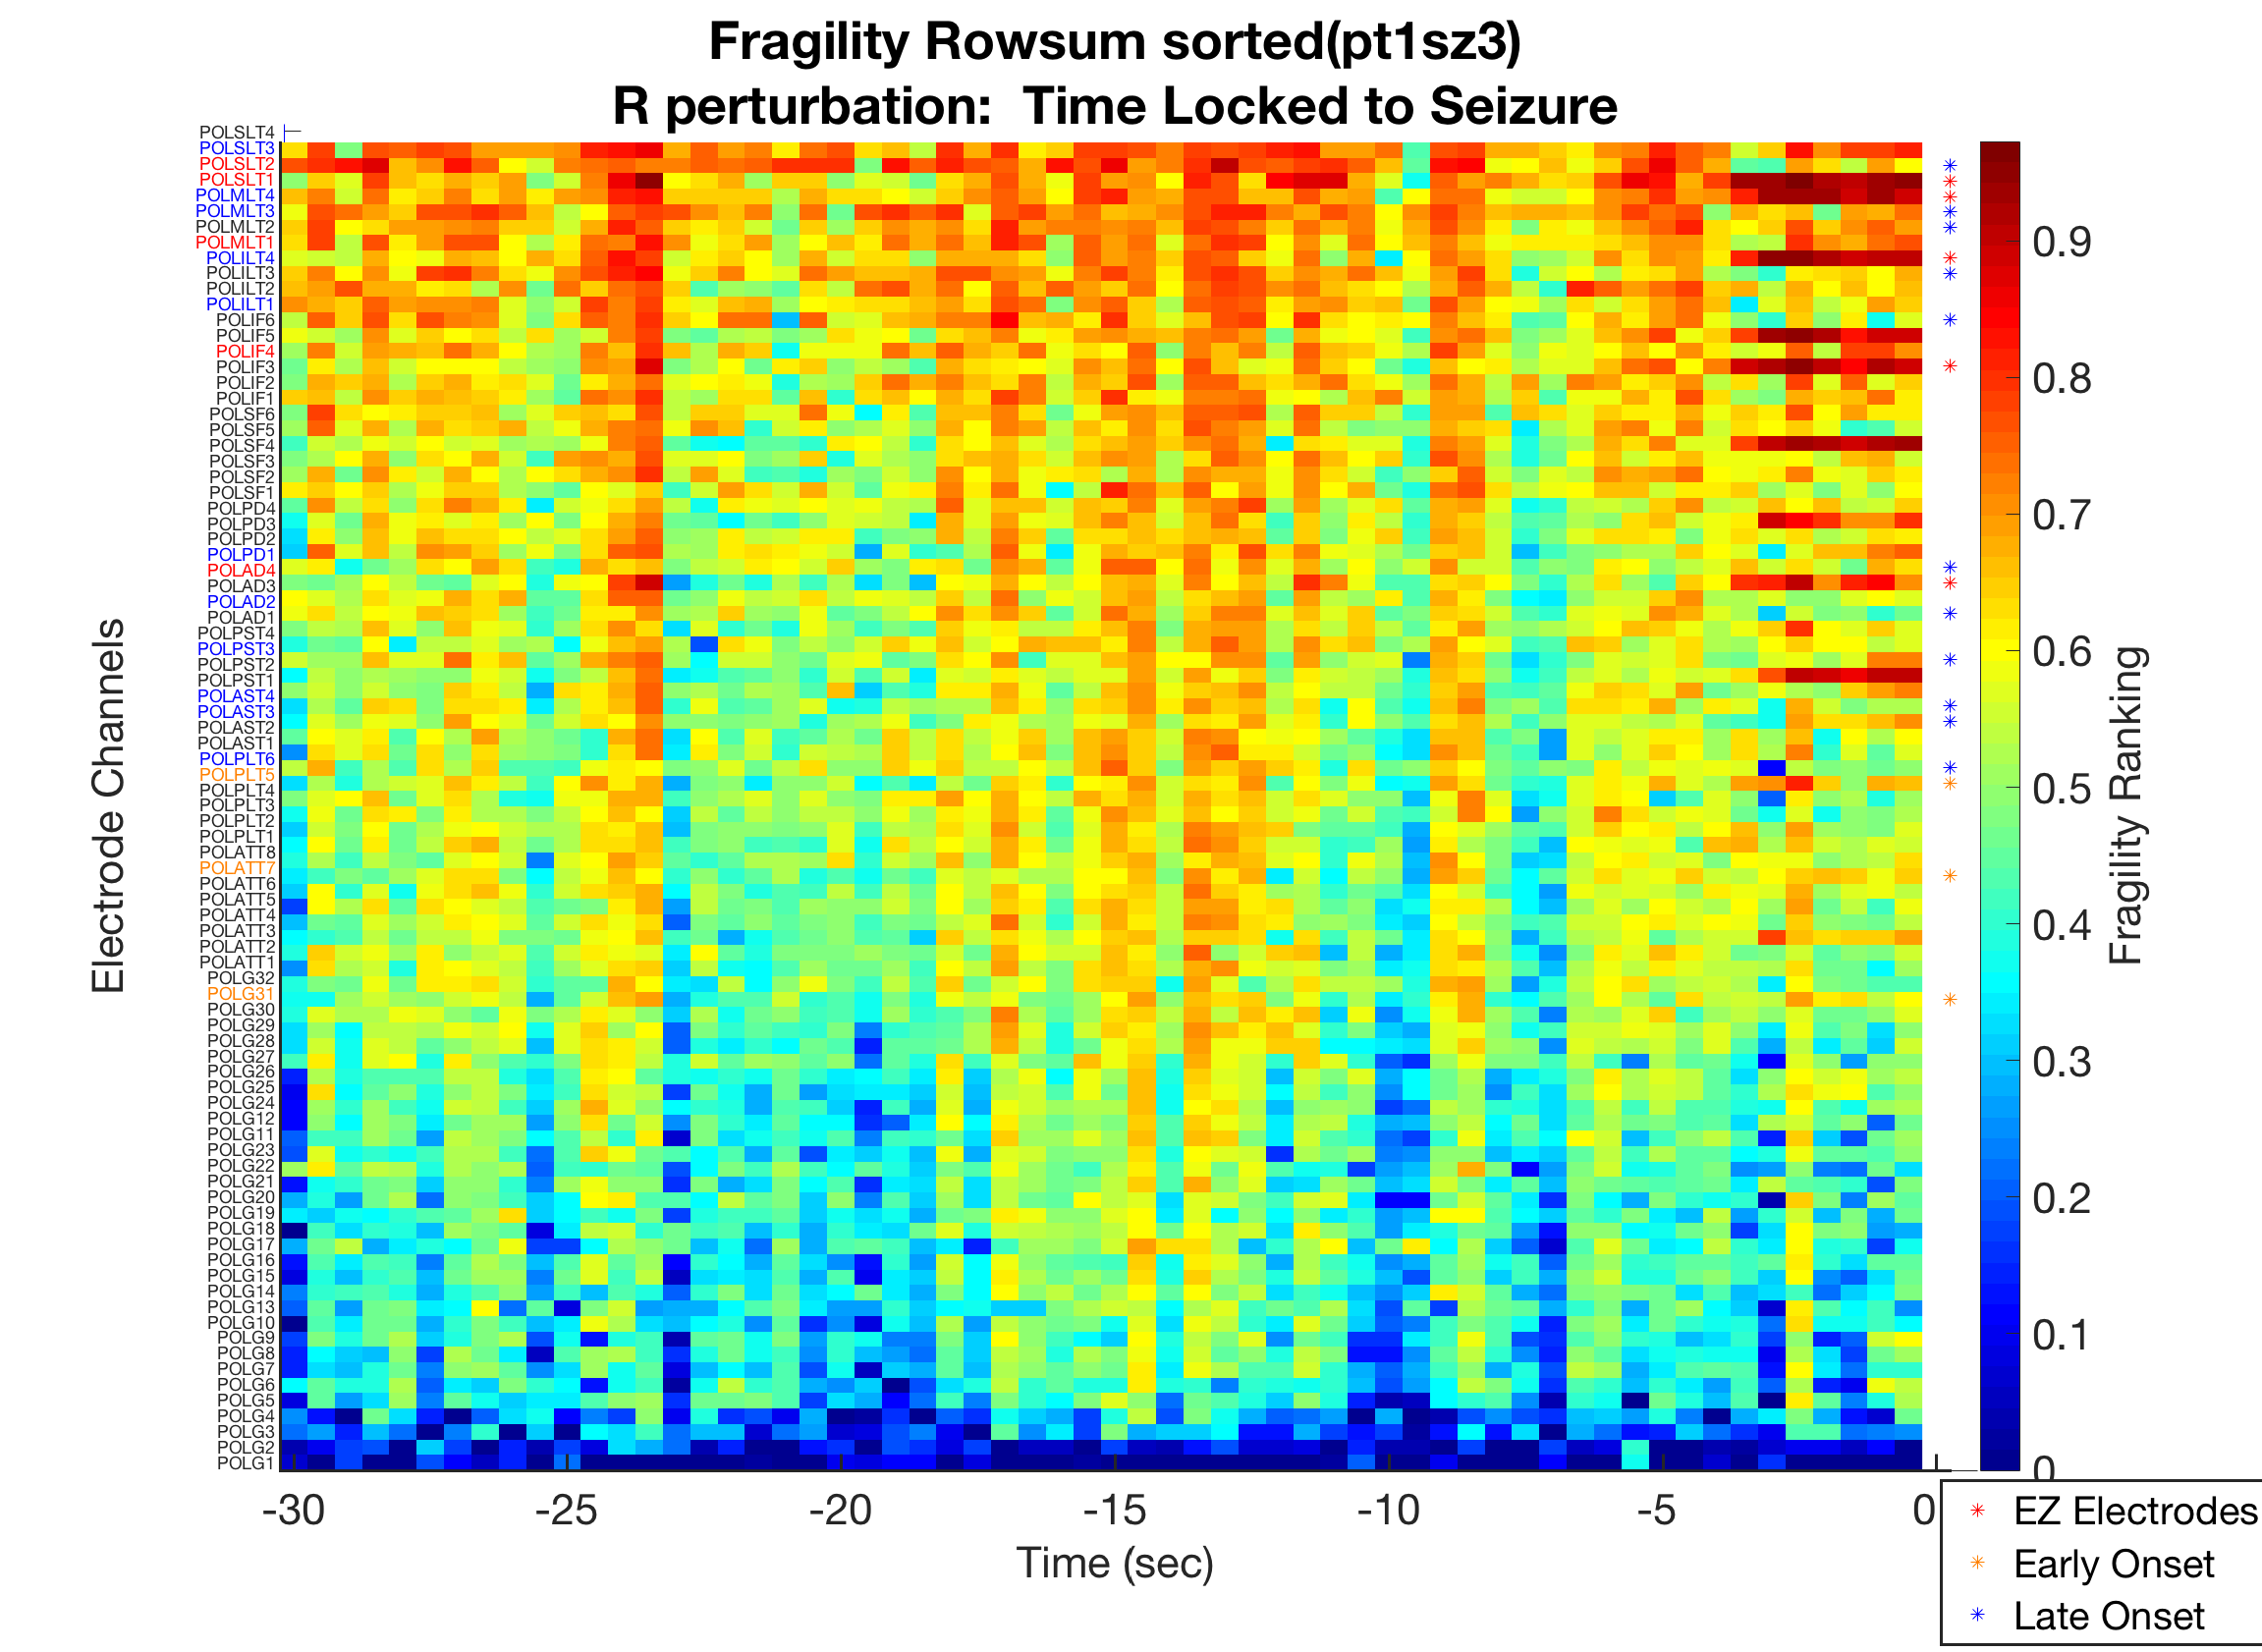 Fragility Rowsum sorted(pt1sz3)
R perturbation: Time Locked to Seizure
POLSLT4
POLSLT3
POLSLT2
POLSLT1
POLMLT4
POLMLT3
POLMLT2
POLMLT1
POLILT4
POLILT3
POLILT2
POLILT1
POLIF6
POLIF5
POLIF4
POLIF3
POLIF2
POLIF1
POLSF6
POLSF5
POLSF4
POLSF3
POLSF2
POLSF1
POLPD4
POLPD3
POLPD2
POLPD1
POLAD4
POLAD3
POLAD2
POLAD1
POLPST4
POLPST3
POLPST2
POLPST1
POLAST4
POLAST3
POLAST2
POLAST1
POLPLT6
POLPLT5
POLPLT4
POLPLT3
POLPLT2
POLPLT1
POLATT8
POLATT7
POLATT6
POLATT5
POLATT4
POLATT3
POLATT2
POLATT1
POLG32
POLG31
POLG30
POLG29
POLG28
POLG27
POLG26
POLG25
POLG24
POLG12
POLG11
POLG23
POLG22
POLG21
POLG20
POLG19
POLG18
POLG17
POLG16
POLG15
POLG14
POLG13
POLG10
POLG9
POLG8
POLG7
POLG6
POLG5
POLG4
POLG3
POLG2
POLG1
Electrode Channels
-30 -25 -20 -15 -10 -5 0
Time (sec)
0.9
0.8
0.7
0.6
0.5
0.4
0.3
0.2
0.1
0
Fragility Ranking
EZ Electrodes
Early Onset
Late Onset